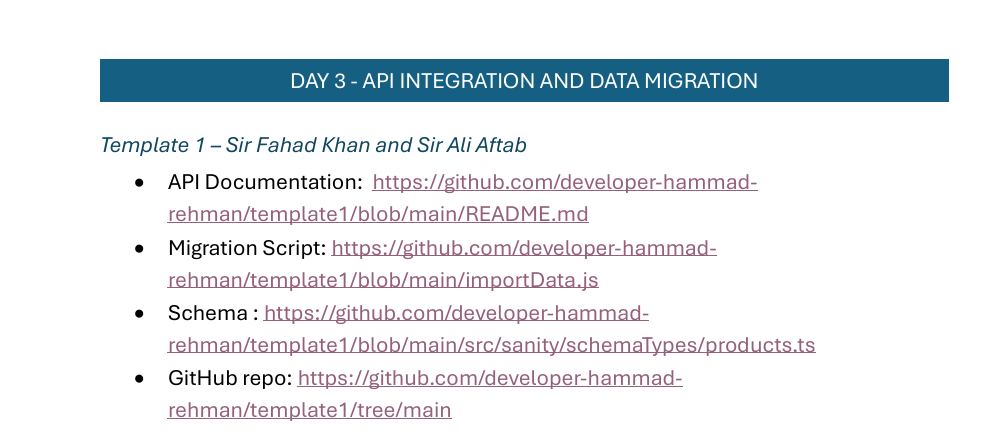 DAY 3 - API INTEGRATION AND DATA MIGRATION
Template 1 – Sir Fahad Khan and Sir Ali Aftab
• API Documentation:  https://github.com/developer-hammad-
rehman/template1/blob/main/README.md
• Migration Script: https://github.com/developer-hammad-
rehman/template1/blob/main/importData.js
• Schema : https://github.com/developer-hammad-
rehman/template1/blob/main/src/sanity/schemaTypes/products.ts
• GitHub repo: https://github.com/developer-hammad-
rehman/template1/tree/main